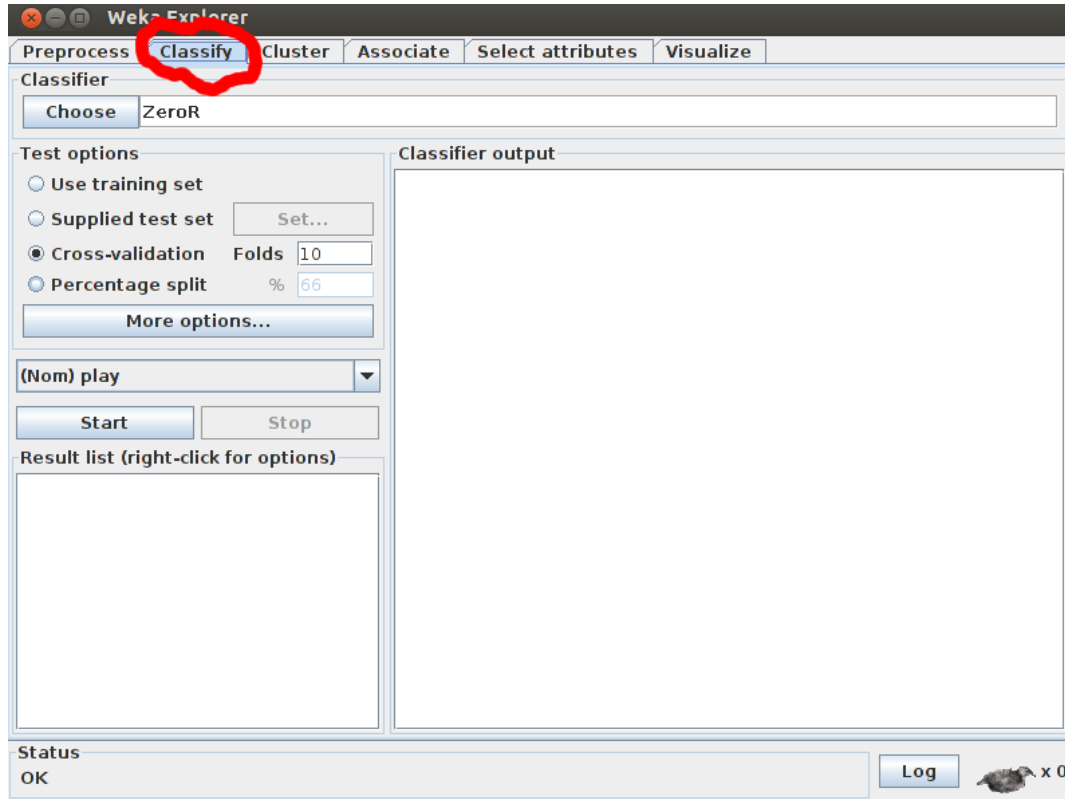 Weka Explorer
Preprocess Classify Cluster Associate Select attributes Visualize
Classifier
Choose ZeroR
Test options
Use training set
Supplied test set Set...
Cross-validation Folds 10
Percentage split % 66
More options...
(Nom) play
Start Stop
Result list (right-click for options)
Classifier output
Status
OK
Log x 0